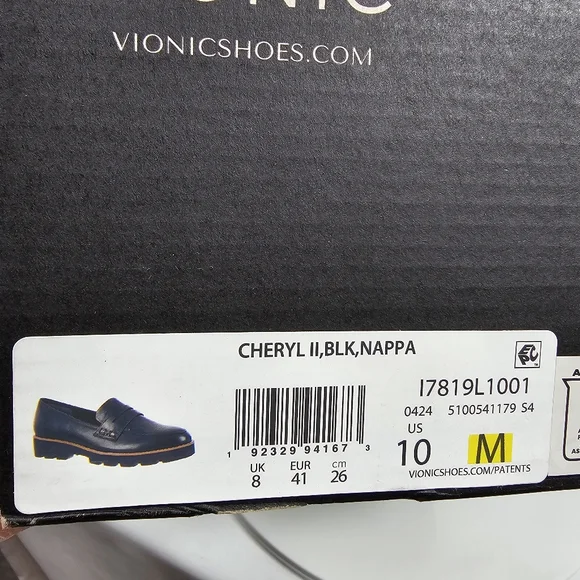 VIONICSHOES.COM
CHERYL II,BLK,NAPPA
I7819L1001
0424 5100541179 S4
1 92329 94167 3
UK EUR cm
8 41 26
US
10 M
VIONICSHOES.COM/PATENTS